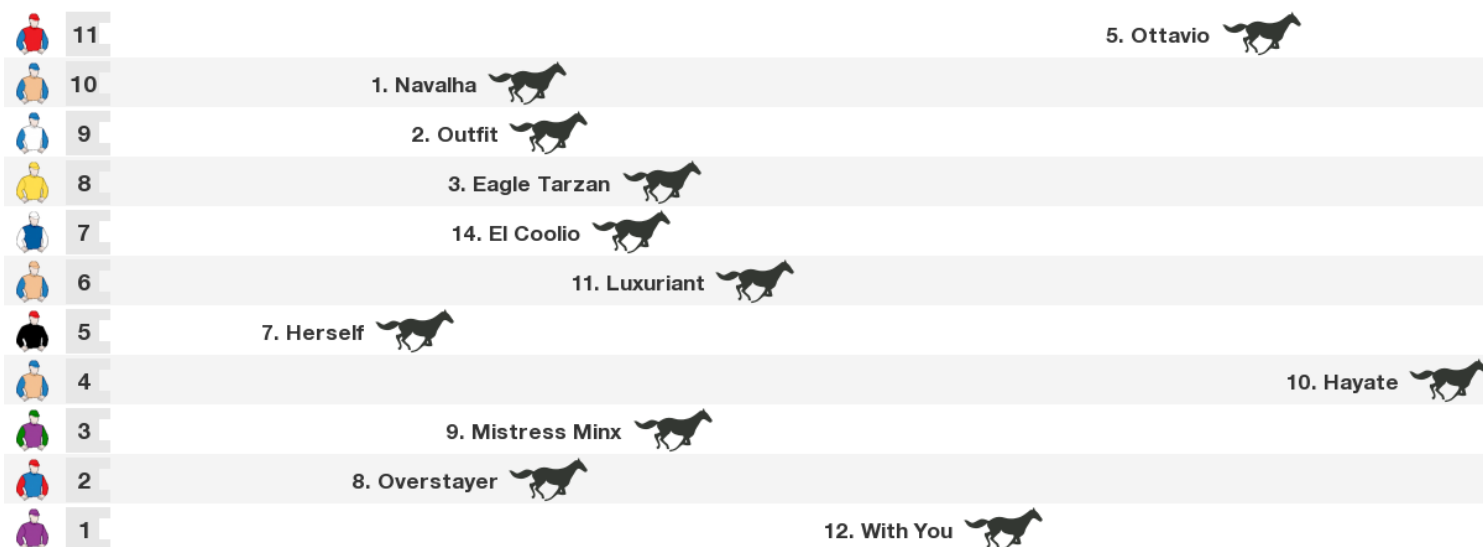 11 5. Ottavio
10 1. Navalha
9 2. Outfit
8 3. Eagle Tarzan
7 14. El Coolio
6 11. Luxuriant
5 7. Herself
4 10. Hayate
3 9. Mistress Minx
2 8. Overstayer
1 12. With You